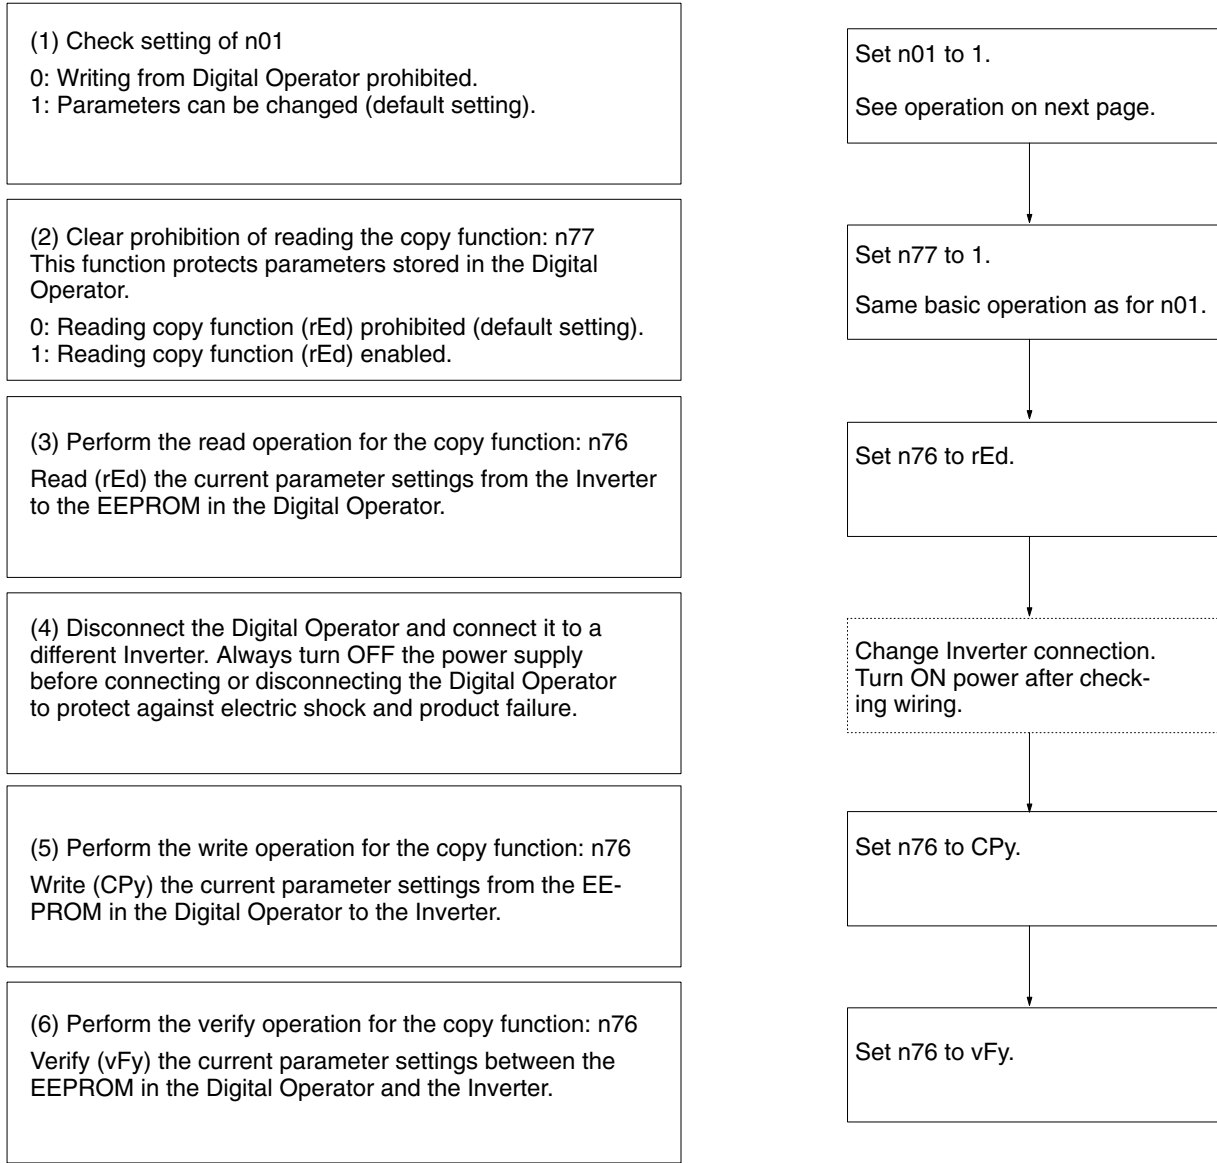 (1) Check setting of n01
0: Writing from Digital Operator prohibited.
1: Parameters can be changed (default setting).
Set n01 to 1.
See operation on next page.
(2) Clear prohibition of reading the copy function: n77
This function protects parameters stored in the Digital
Operator.
0: Reading copy function (rEd) prohibited (default setting).
1: Reading copy function (rEd) enabled.
Set n77 to 1.
Same basic operation as for n01.
(3) Perform the read operation for the copy function: n76
Read (rEd) the current parameter settings from the Inverter
to the EEPROM in the Digital Operator.
Set n76 to rEd.
(4) Disconnect the Digital Operator and connect it to a
different Inverter. Always turn OFF the power supply
before connecting or disconnecting the Digital Operator
to protect against electric shock and product failure.
Change Inverter connection.
Turn ON power after check-
ing wiring.
(5) Perform the write operation for the copy function: n76
Write (CPy) the current parameter settings from the EE-
PROM in the Digital Operator to the Inverter.
Set n76 to CPy.
(6) Perform the verify operation for the copy function: n76
Verify (vFy) the current parameter settings between the
EEPROM in the Digital Operator and the Inverter.
Set n76 to vFy.